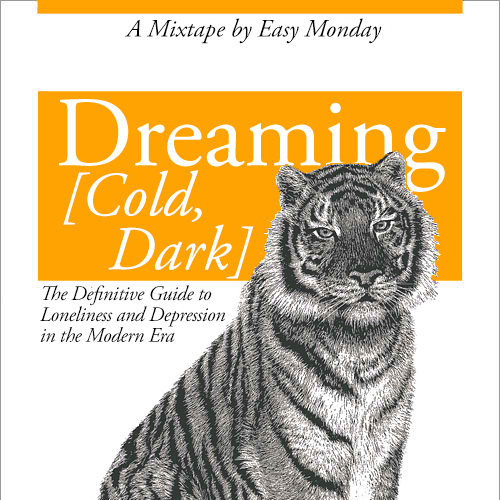 A Mixtape by Easy Monday
Dreaming
[Cold,
Dark]
The Definitive Guide to
Loneliness and Depression
in the Modern Era